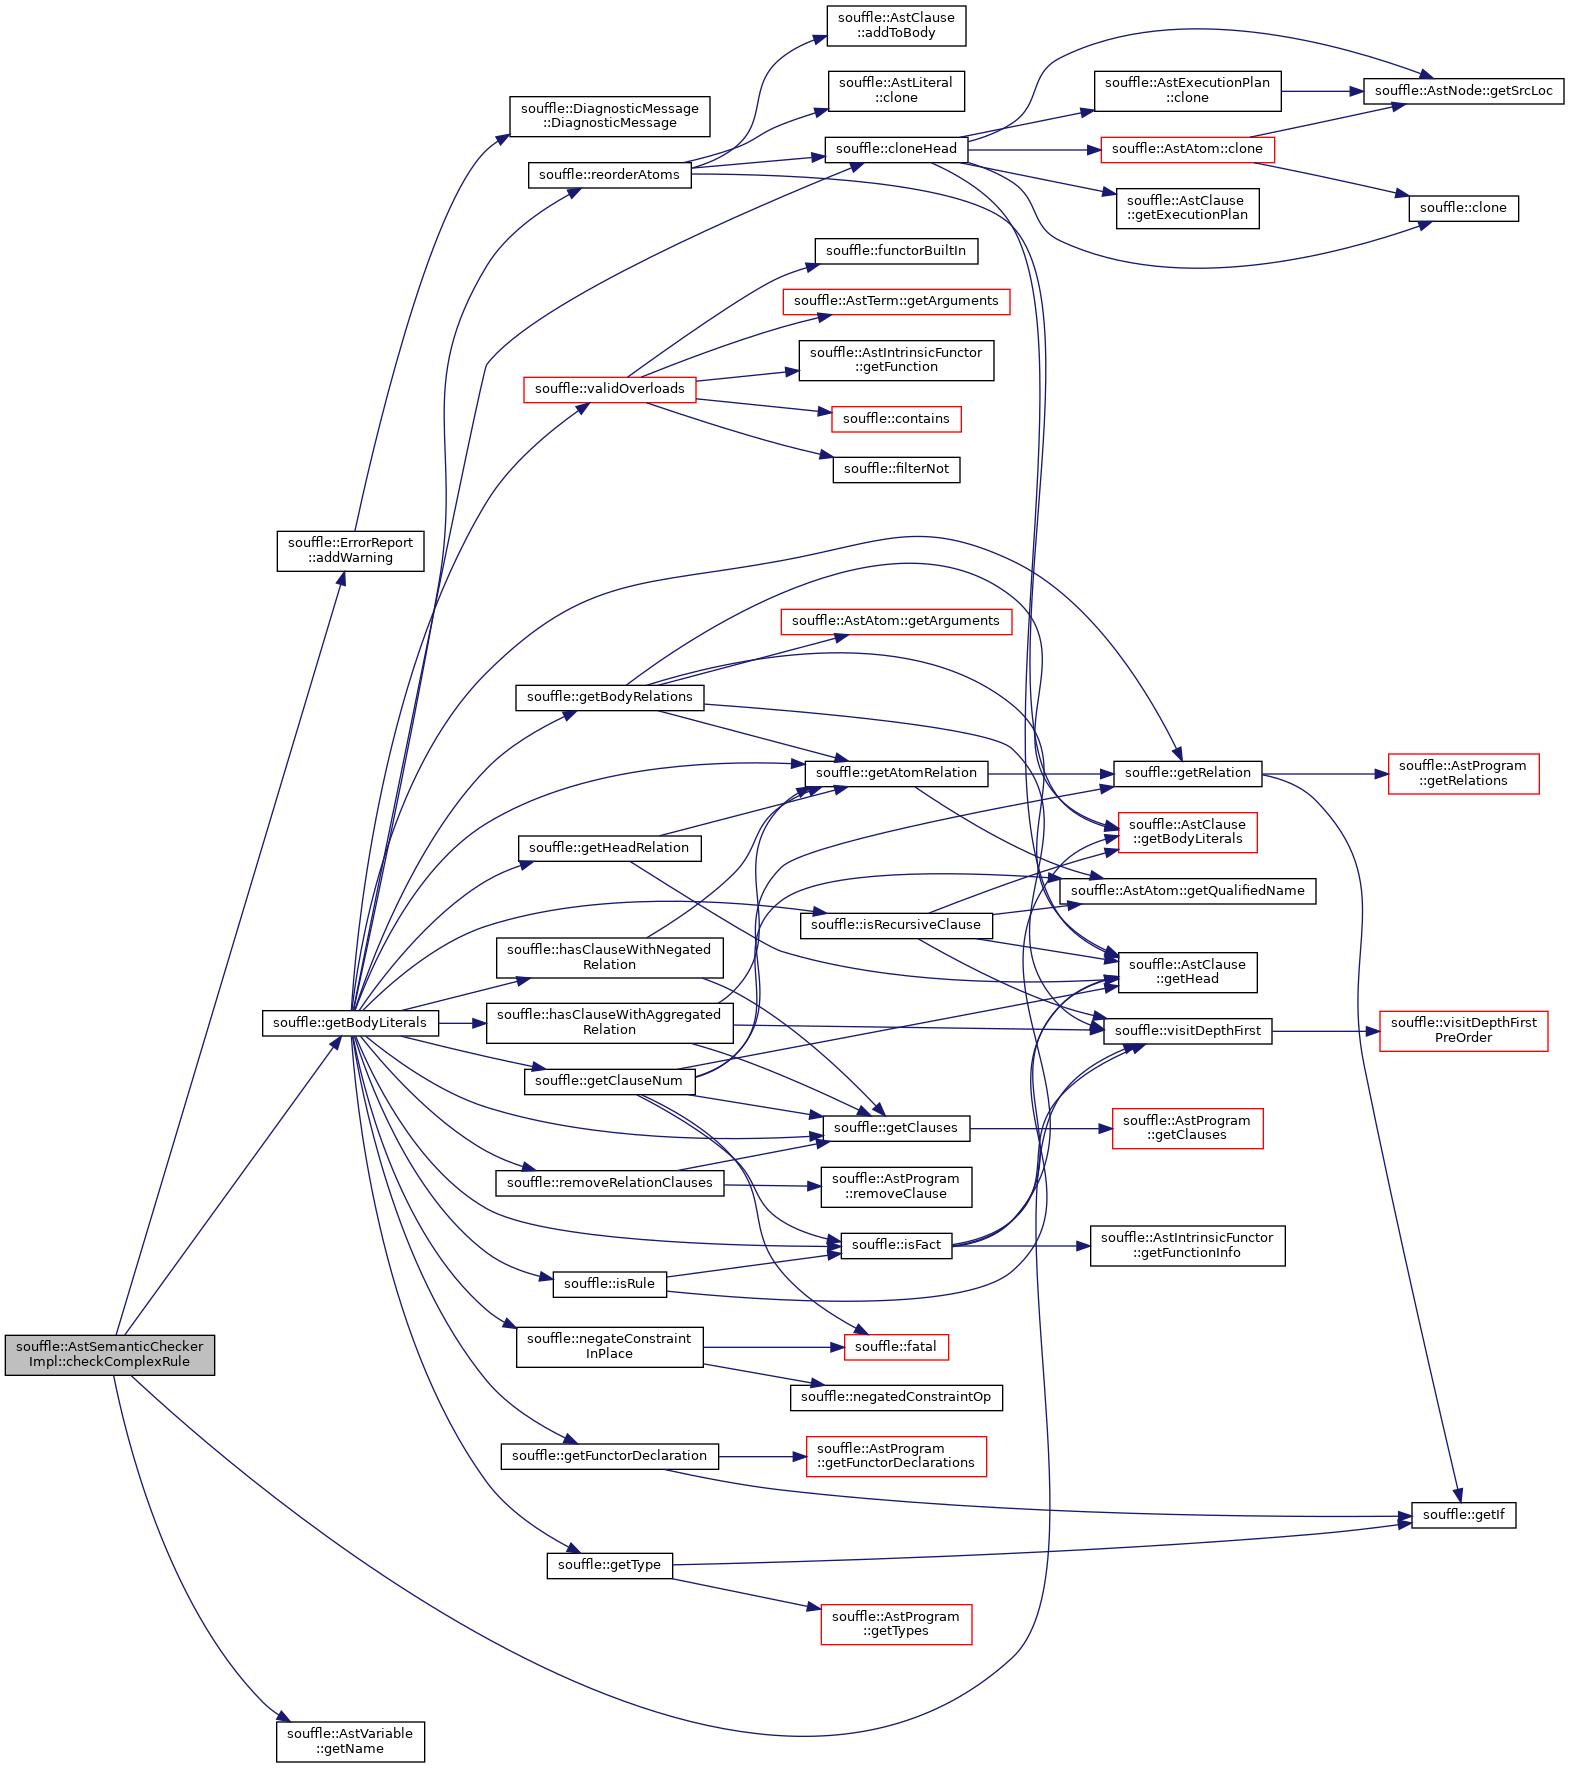 souffle::AstClause
::addToBody
souffle::AstLiteral
::clone
souffle::AstExecutionPlan
::clone
souffle::AstNode::getSrcLoc
souffle::DiagnosticMessage
::DiagnosticMessage
souffle::cloneHead
souffle::AstAtom::clone
souffle::reorderAtoms
souffle::AstClause
::getExecutionPlan
souffle::clone
souffle::functorBuiltIn
souffle::AstTerm::getArguments
souffle::AstIntrinsicFunctor
::getFunction
souffle::validOverloads
souffle::contains
souffle::filterNot
souffle::ErrorReport
::addWarning
souffle::AstAtom::getArguments
souffle::getBodyRelations
souffle::getAtomRelation
souffle::getRelation
souffle::AstProgram
::getRelations
souffle::AstClause
::getBodyLiterals
souffle::getHeadRelation
souffle::AstAtom::getQualifiedName
souffle::isRecursiveClause
souffle::hasClauseWithNegated
Relation
souffle::AstClause
::getHead
souffle::getBodyLiterals
souffle::hasClauseWithAggregated
Relation
souffle::visitDepthFirst
souffle::visitDepthFirst
PreOrder
souffle::getClauseNum
souffle::getClauses
souffle::AstProgram
::getClauses
souffle::removeRelationClauses
souffle::AstProgram
::removeClause
souffle::isFact
souffle::AstIntrinsicFunctor
::getFunctionInfo
souffle::isRule
souffle::AstSemanticChecker
Impl::checkComplexRule
souffle::negateConstraint
InPlace
souffle::fatal
souffle::negatedConstraintOp
souffle::getFunctorDeclaration
souffle::AstProgram
::getFunctorDeclarations
souffle::getIf
souffle::getType
souffle::AstProgram
::getTypes
souffle::AstVariable
::getName